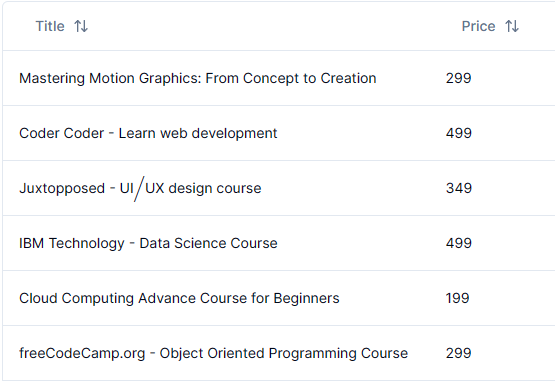 Title Price
Mastering Motion Graphics: From Concept to Creation 299
Coder Coder - Learn web development 499
Juxtopposed - UI/UX design course 349
IBM Technology - Data Science Course 499
Cloud Computing Advance Course for Beginners 199
freeCodeCamp.org - Object Oriented Programming Course 299